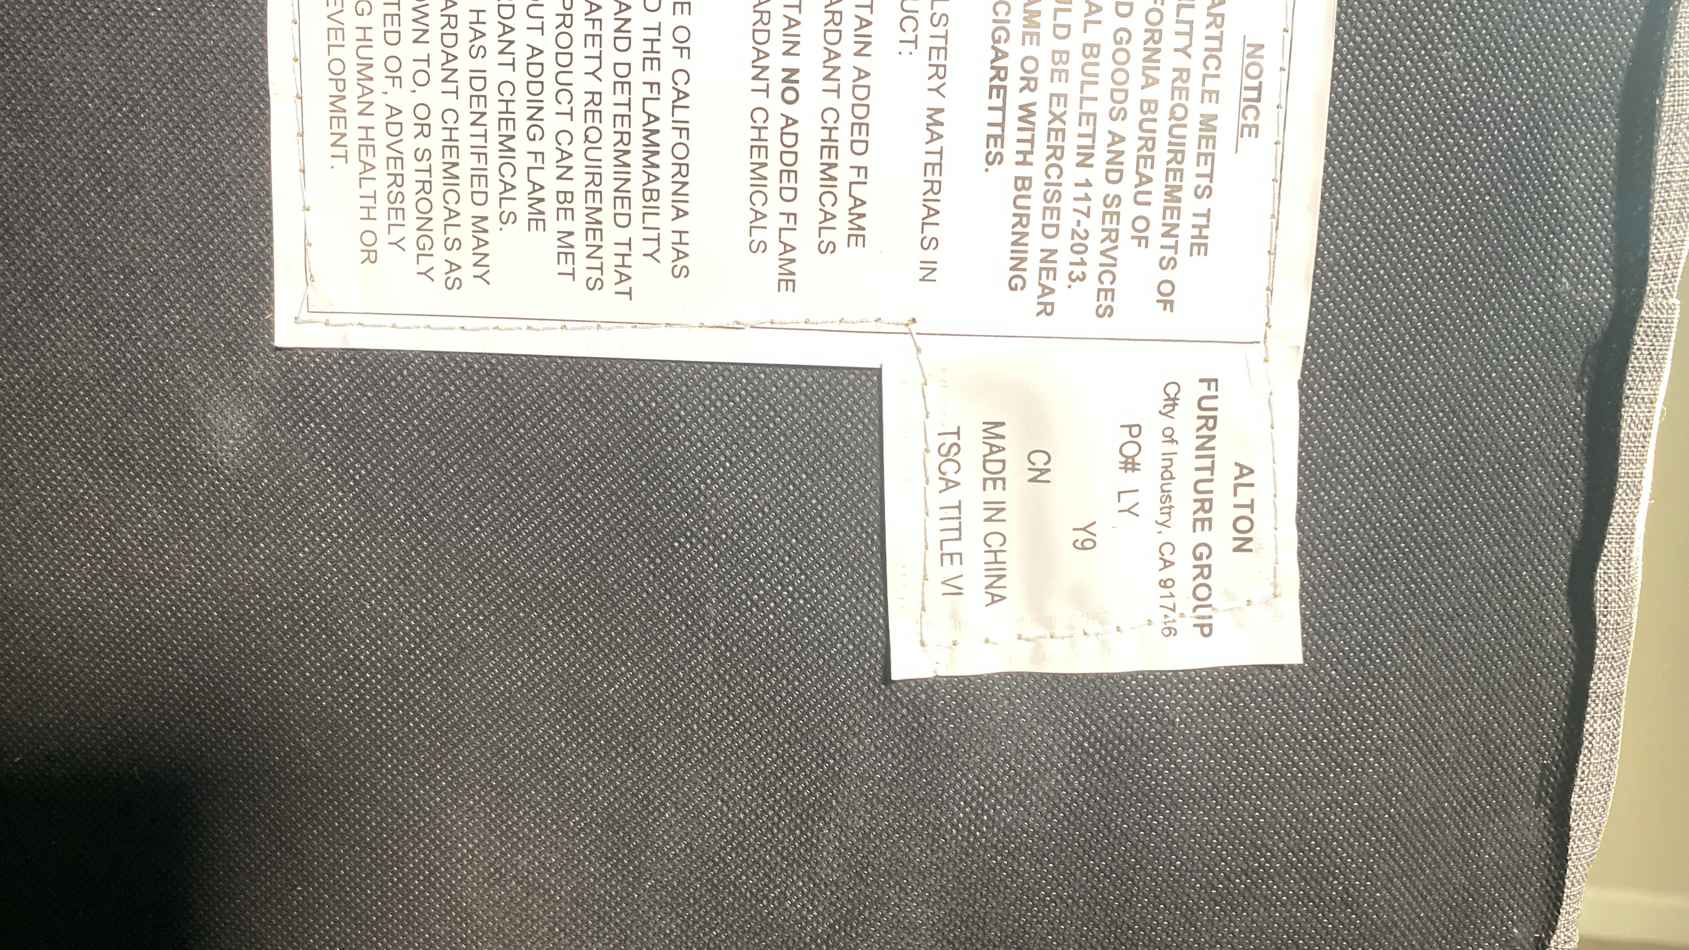 NOTICE
ARTICLE MEETS THE
LITY REQUIREMENTS OF
FORNIA BUREAU OF
D GOODS AND SERVICES
AL BULLETIN 117-2013.
ULD BE EXERCISED NEAR
AME OR WITH BURNING
CIGARETTES.
LSTERY MATERIALS IN
UCT:
TAIN ADDED FLAME
ARDANT CHEMICALS
TAIN NO ADDED FLAME
ARDANT CHEMICALS
E OF CALIFORNIA HAS
D THE FLAMMABILITY
AND DETERMINED THAT
AFETY REQUIREMENTS
PRODUCT CAN BE MET
OUT ADDING FLAME
RDANT CHEMICALS.
HAS IDENTIFIED MANY
ARDANT CHEMICALS AS
OWN TO, OR STRONGLY
TED OF, ADVERSELY
G HUMAN HEALTH OR
EVELOPMENT.
ALTON
FURNITURE GROUP
City of Industry, CA 91746
PO# LY
Y9
CN
MADE IN CHINA
TSCA TITLE VI